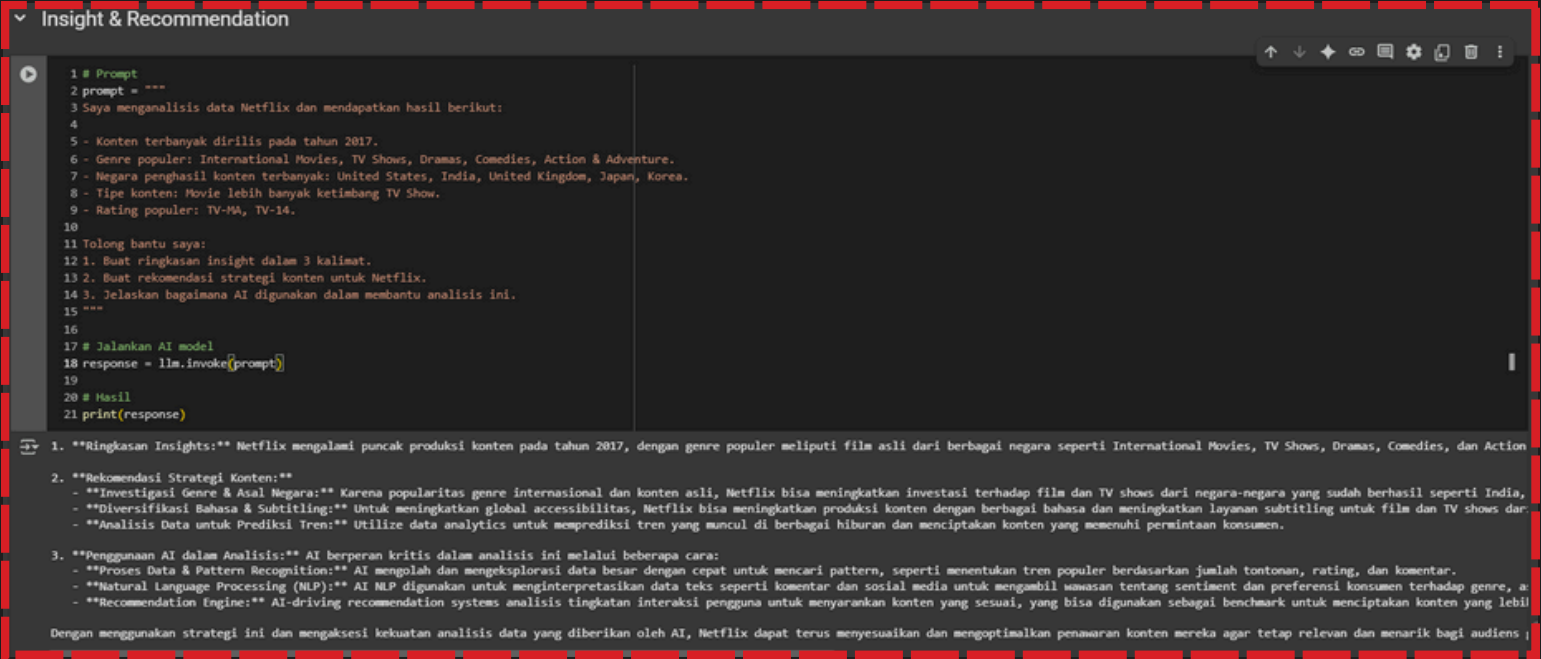 Insight & Recommendation
1 # Prompt
2 prompt = """
3 Saya menganalisis data Netflix dan mendapatkan hasil berikut:
4
5 - Konten terbanyak dirilis pada tahun 2017.
6 - Genre populer: International Movies, TV Shows, Dramas, Comedies, Action & Adventure.
7 - Negara penghasil konten terbanyak: United States, India, United Kingdom, Japan, Korea.
8 - Tipe konten: Movie lebih banyak ketimbang TV Show.
9 - Rating populer: TV-MA, TV-14.
10
11 Tolong bantu saya:
12 1. Buat ringkasan insight dalam 3 kalimat.
13 2. Buat rekomendasi strategi konten untuk Netflix.
14 3. Jelaskan bagaimana AI digunakan dalam membantu analisis ini.
15 """
16
17 # Jalankan AI model
18 response = llm.invoke(prompt)
19
20 # Hasil
21 print(response)
1. **Ringkasan Insights:** Netflix mengalami puncak produksi konten pada tahun 2017, dengan genre populer meliputi film asli dari berbagai negara seperti International Movies, TV Shows, Dramas, Comedies, dan Action
2. **Rekomendasi Strategi Konten:**
- **Investigasi Genre & Asal Negara:** Karena popularitas genre internasional dan konten asli, Netflix bisa meningkatkan investasi terhadap film dan TV shows dari negara-negara yang sudah berhasil seperti India,
- **Diversifikasi Bahasa & Subtitling:** Untuk meningkatkan global accessibilitas, Netflix bisa meningkatkan produksi konten dengan berbagai bahasa dan meningkatkan layanan subtitling untuk film dan TV shows dar
- **Analisis Data untuk Prediksi Tren:** Utilize data analytics untuk memprediksi tren yang muncul di berbagai hiburan dan menciptakan konten yang memenuhi permintaan konsumen.
3. **Penggunaan AI dalam Analisis:** AI berperan kritis dalam analisis ini melalui beberapa cara:
- **Proses Data & Pattern Recognition:** AI mengolah dan mengeksplorasi data besar dengan cepat untuk mencari pattern, seperti menentukan tren populer berdasarkan jumlah tontonan, rating, dan komentar.
- **Natural Language Processing (NLP):** AI NLP digunakan untuk menginterpretasikan data teks seperti komentar dan sosial media untuk mengambil wawasan tentang sentiment dan preferensi konsumen terhadap genre,
- **Recommendation Engine:** AI-driving recommendation systems analisis tingkatan interaksi pengguna untuk menyarankan konten yang sesuai, yang bisa digunakan sebagai benchmark untuk menciptakan konten yang lebi
Dengan menggunakan strategi ini dan mengaksesi kekuatan analisis data yang diberikan oleh AI, Netflix dapat terus menyesuaikan dan mengoptimalkan penawaran konten mereka agar tetap relevan dan menarik bagi audiens